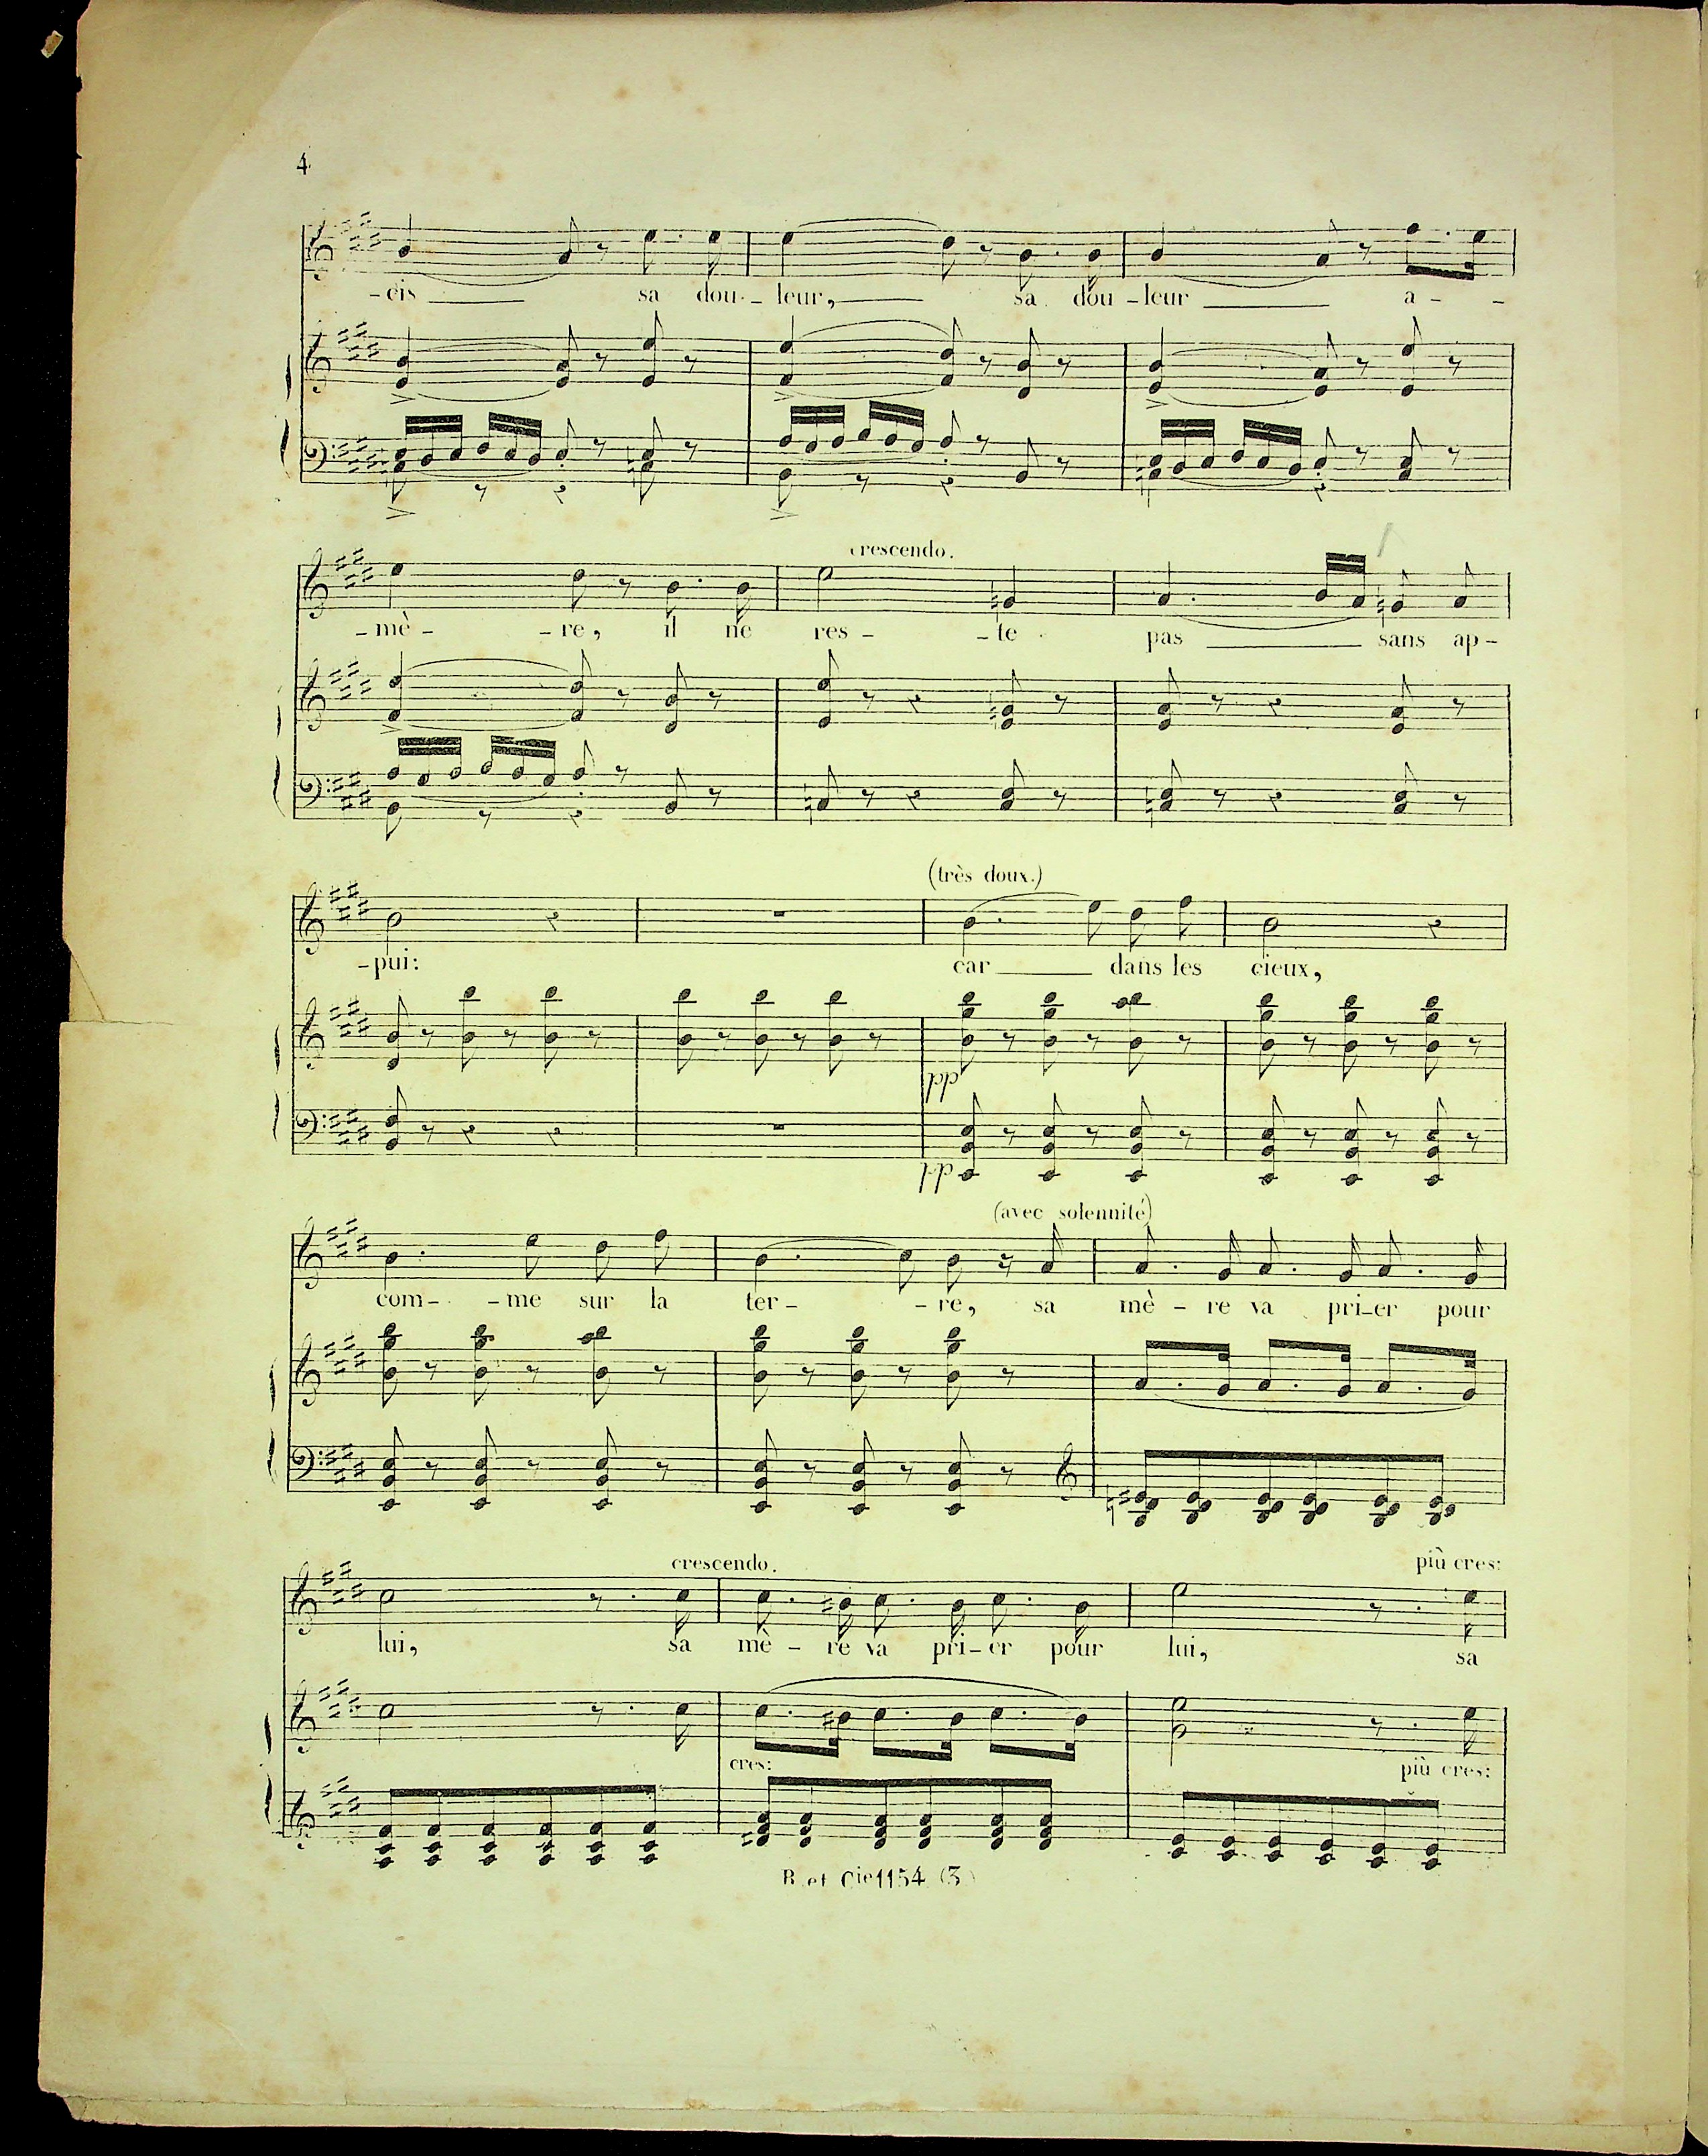 4
-cis sa dou - leur, sa dou - leur a -
crescendo.
- mè - - re, il ne res - - te pas sans ap -
(très doux.)
- pui: car dans les cieux,
pp
pp
(avec solennité)
com - - me sur la ter - - re, sa mè - re va pri - er pour
crescendo. più cres:
lui, sa mè - re va pri - er pour lui, sa
cres: più cres:
B. et Cie 1154 (3)